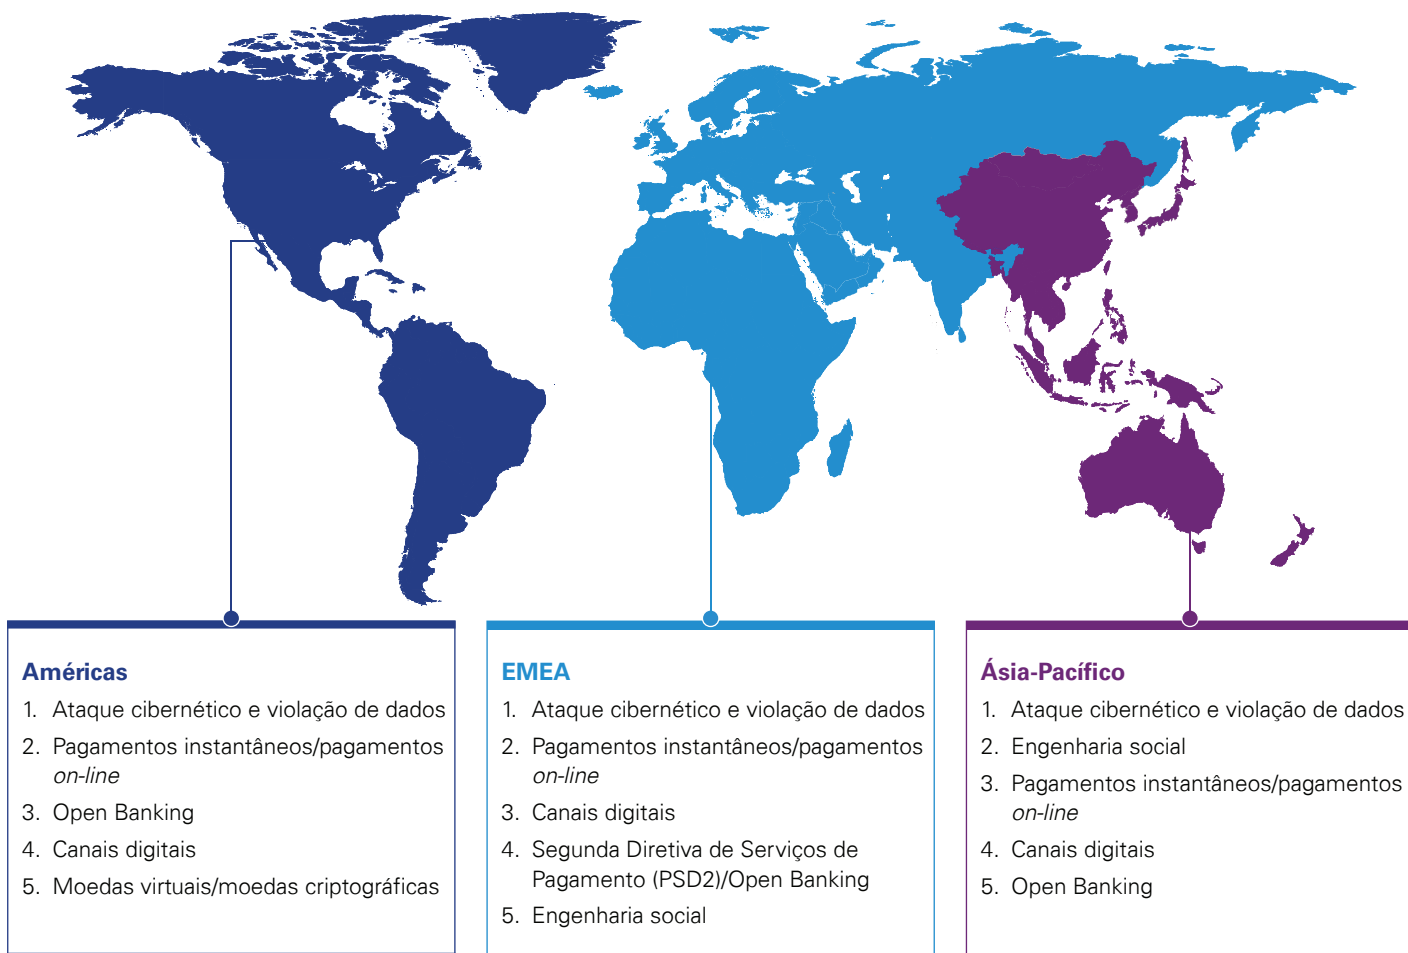 Américas
1. Ataque cibernético e violação de dados
2. Pagamentos instantâneos/pagamentos
on-line
3. Open Banking
4. Canais digitais
5. Moedas virtuais/moedas criptográficas
EMEA
1. Ataque cibernético e violação de dados
2. Pagamentos instantâneos/pagamentos
on-line
3. Canais digitais
4. Segunda Diretiva de Serviços de
Pagamento (PSD2)/Open Banking
5. Engenharia social
Ásia-Pacífico
1. Ataque cibernético e violação de dados
2. Engenharia social
3. Pagamentos instantâneos/pagamentos
on-line
4. Canais digitais
5. Open Banking